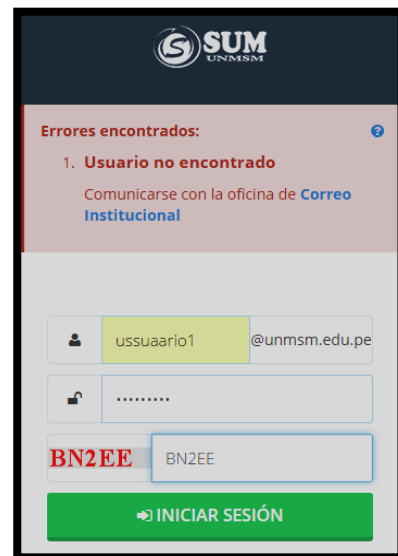 SUM
UNMSM
Errores encontrados:
1. Usuario no encontrado
Comunicarse con la oficina de Correo
Institucional
ussuaario1 @unmsm.edu.pe
•••••••••
BN2EE BN2EE
INICIAR SESIÓN